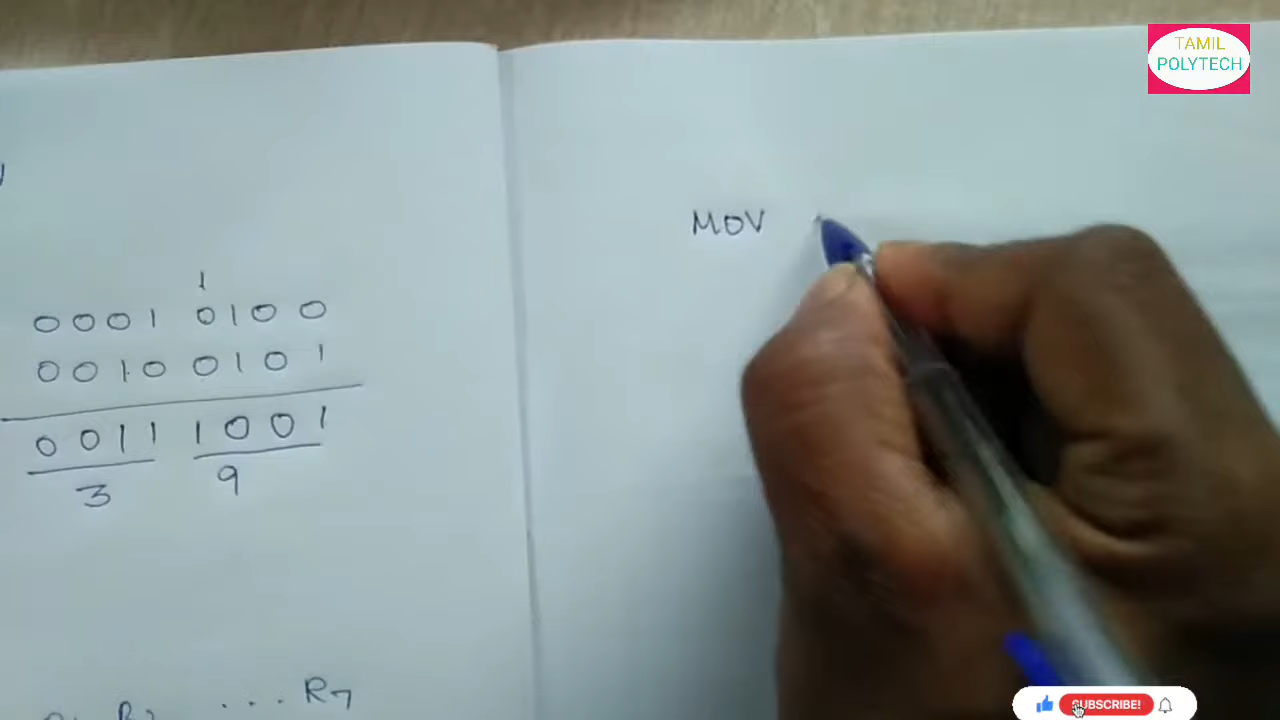 TAMIL
POLYTECH
MOV
1
0001 0100
0010 0101
0011 1001
3 9
... R7
SUBSCRIBE!